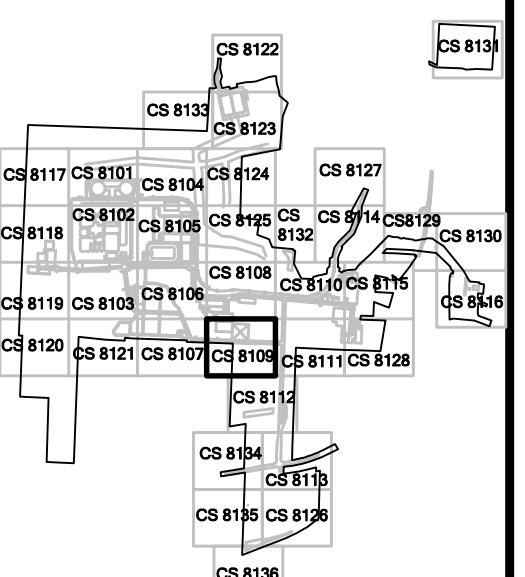 CS 8122
CS 8131
CS 8133
CS 8123
CS 8117
CS 8101
CS 8104
CS 8124
CS 8127
CS 8102
CS 8105
CS 8125
CS
8132
CS 8114
CS8129
CS 8118
CS 8130
CS 8108
CS 8110
CS 8115
CS 8119
CS 8103
CS 8106
CS 8116
CS 8120
CS 8121
CS 8107
CS 8109
CS 8111
CS 8128
CS 8112
CS 8134
CS 8113
CS 8135
CS 8126
CS 8136